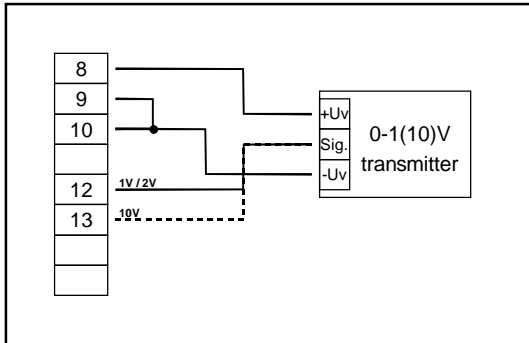 8
9
10
12
13
1V / 2V
10V
+Uv
Sig.
-Uv
0-1(10)V
transmitter